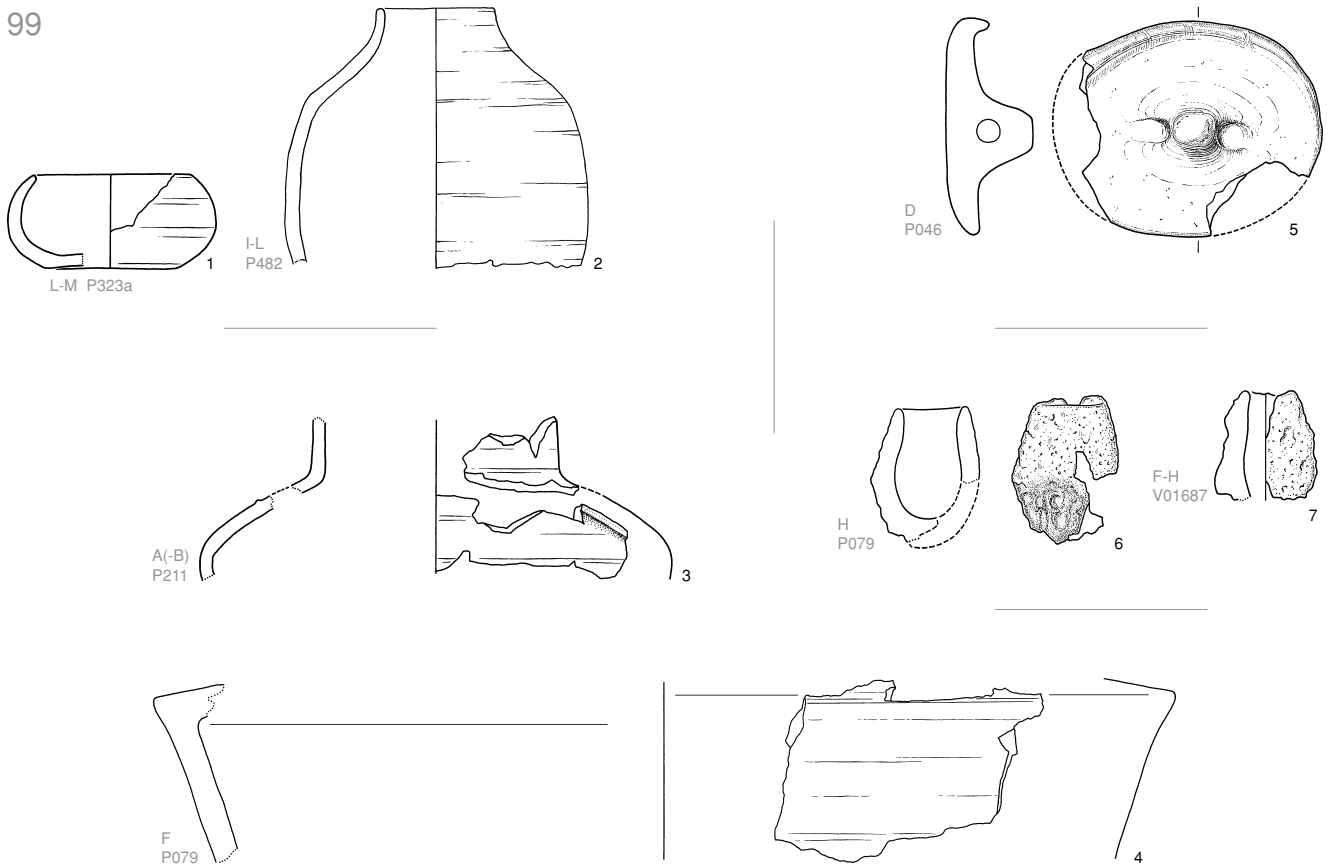 99
1
L-M P323a
I-L
P482
2
D
P046
5
A(-B)
P211
3
H
P079
6
F-H
V01687
7
F
P079
4